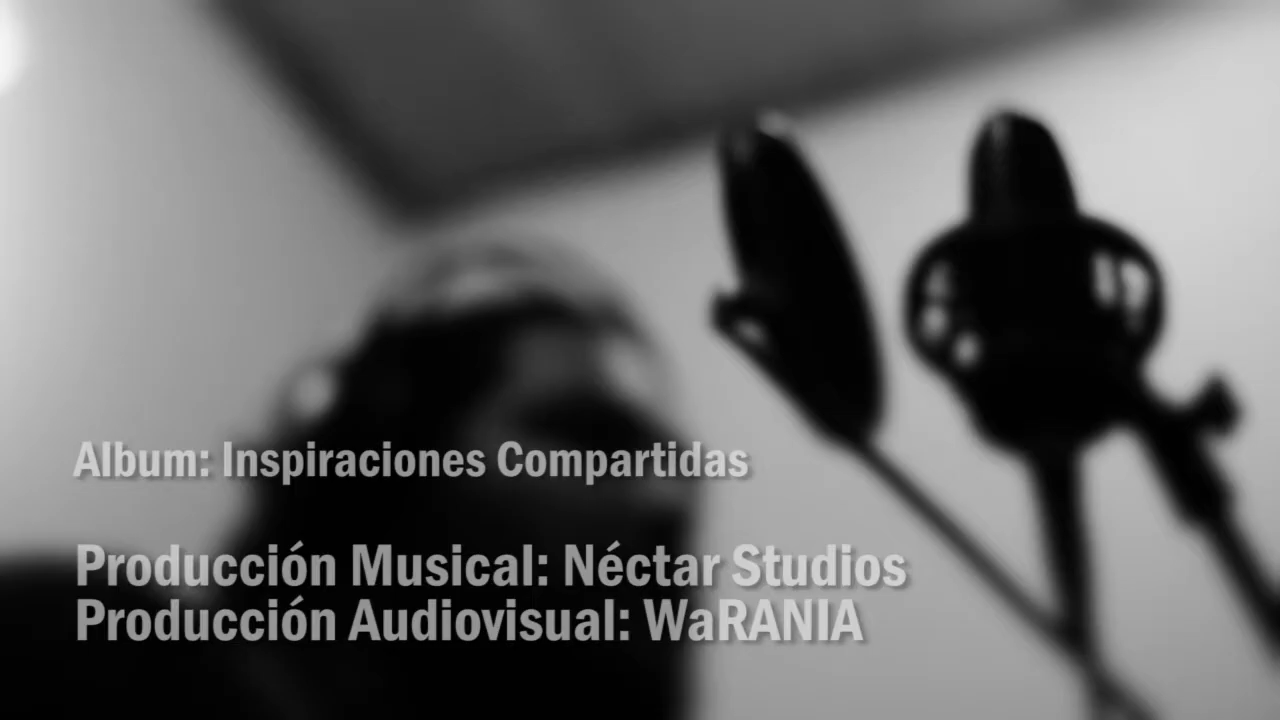 Album: Inspiraciones Compartidas
Producción Musical: Néctar Studios
Producción Audiovisual: WaRANIA